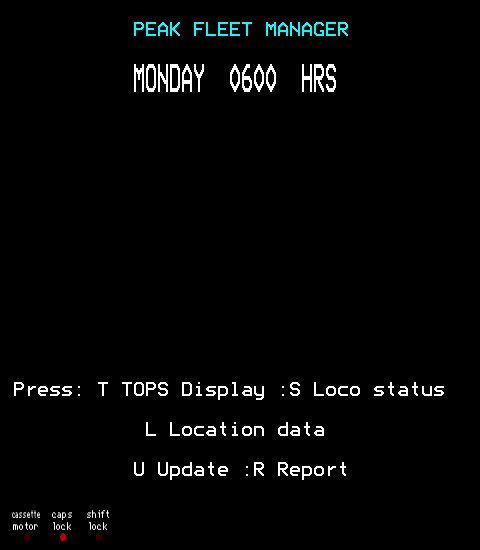 PEAK FLEET MANAGER
MONDAY 0600 HRS
Press: T TOPS Display :S Loco status
L Location data
U Update :R Report
cassette motor
caps lock
shift lock